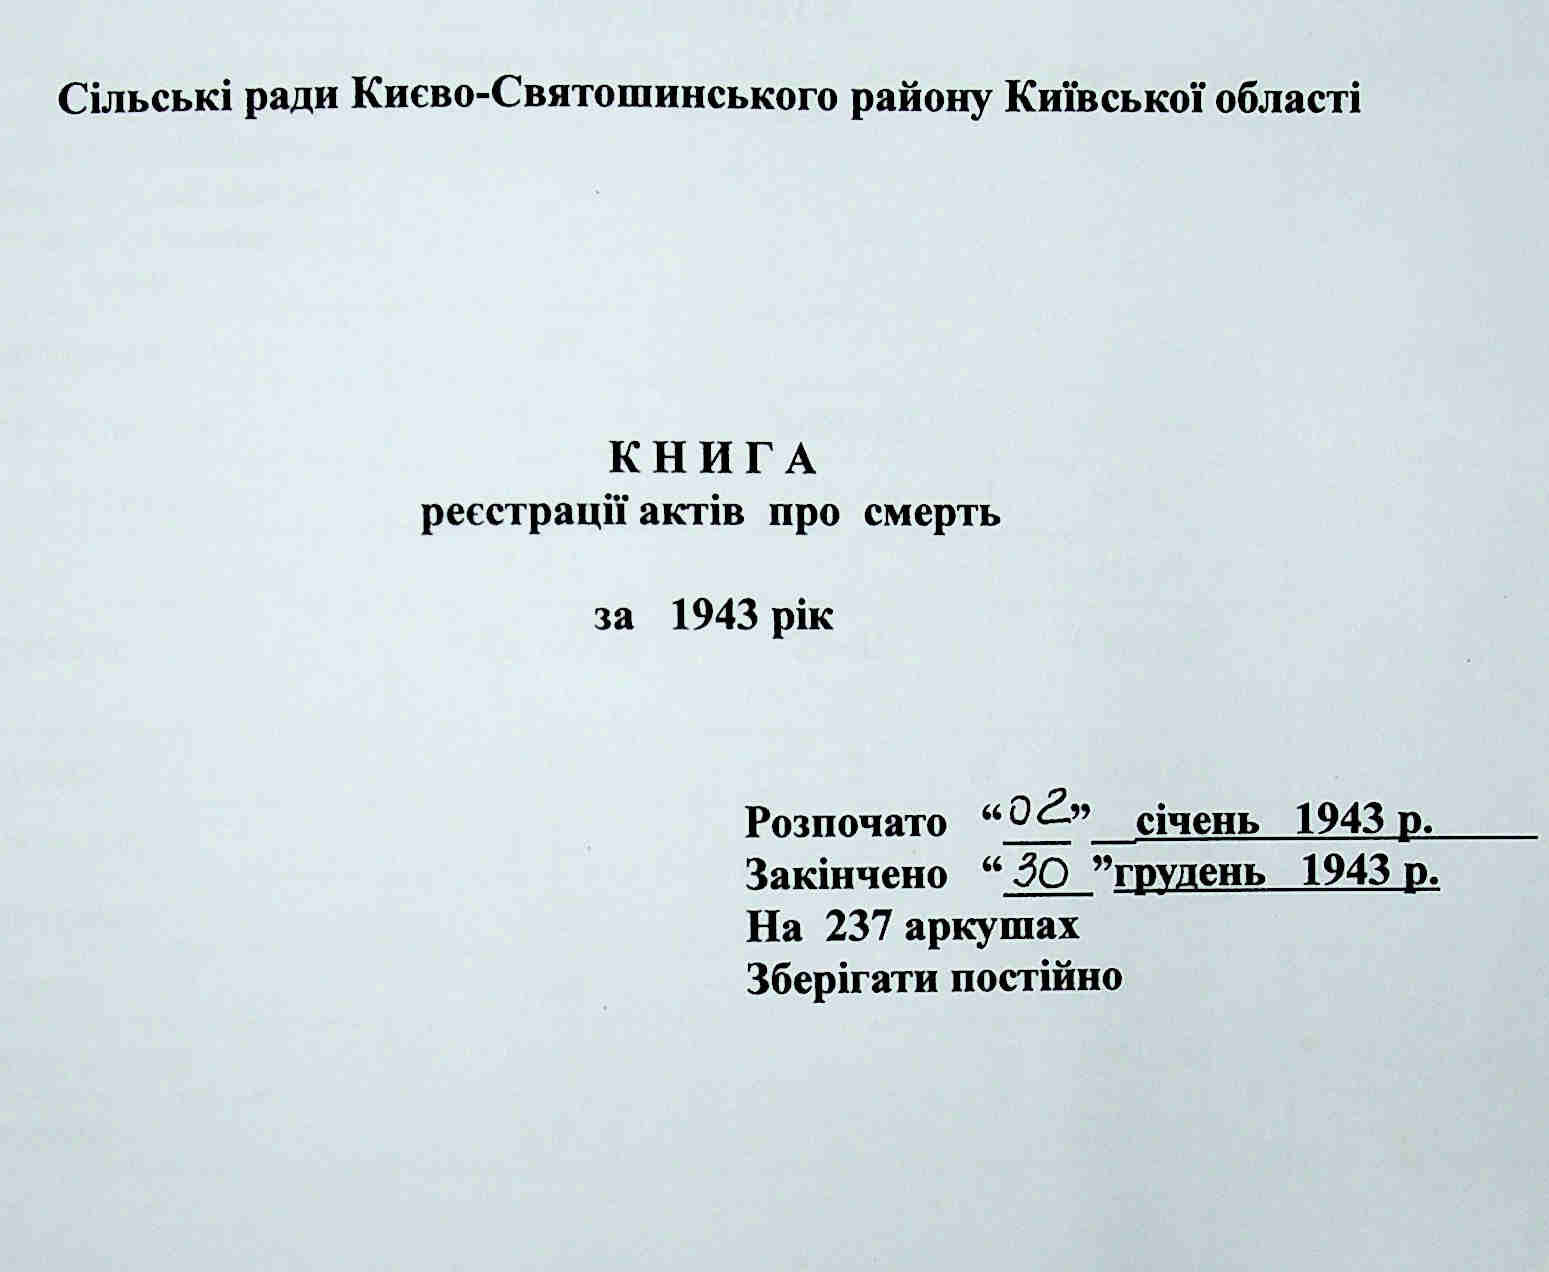 Сільські ради Києво-Святошинського району Київської області
К Н И Г А
реєстрації актів про смерть
за 1943 рік
Розпочато “02” січень 1943 р.
Закінчено “30 ”грудень 1943 р.
На 237 аркушах
Зберігати постійно